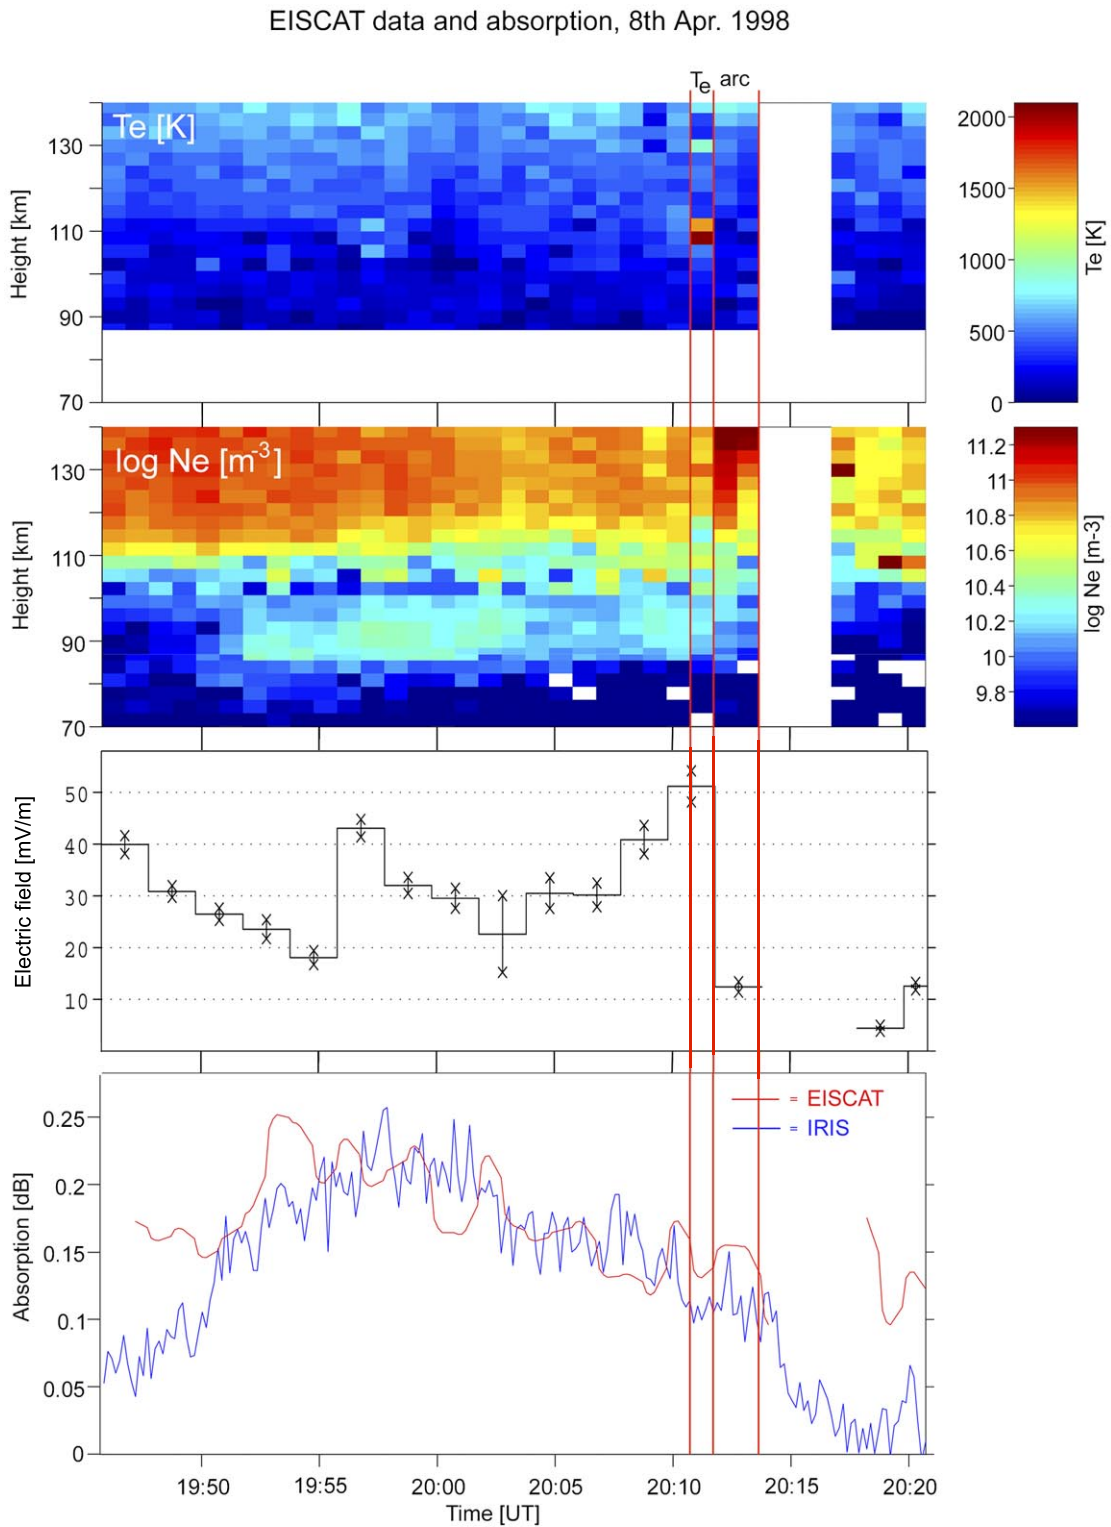 EISCAT data and absorption, 8th Apr. 1998
Te arc
Te [K]
130
110
90
70
Height [km]
2000
1500
1000
500
0
Te [K]
log Ne [m-3]
130
110
90
70
Height [km]
11.2
11
10.8
10.6
10.4
10.2
10
9.8
log Ne [m-3]
50
40
30
20
10
Electric field [mV/m]
= EISCAT
= IRIS
0.25
0.2
0.15
0.1
0.05
0
Absorption [dB]
19:50 19:55 20:00 20:05 20:10 20:15 20:20
Time [UT]